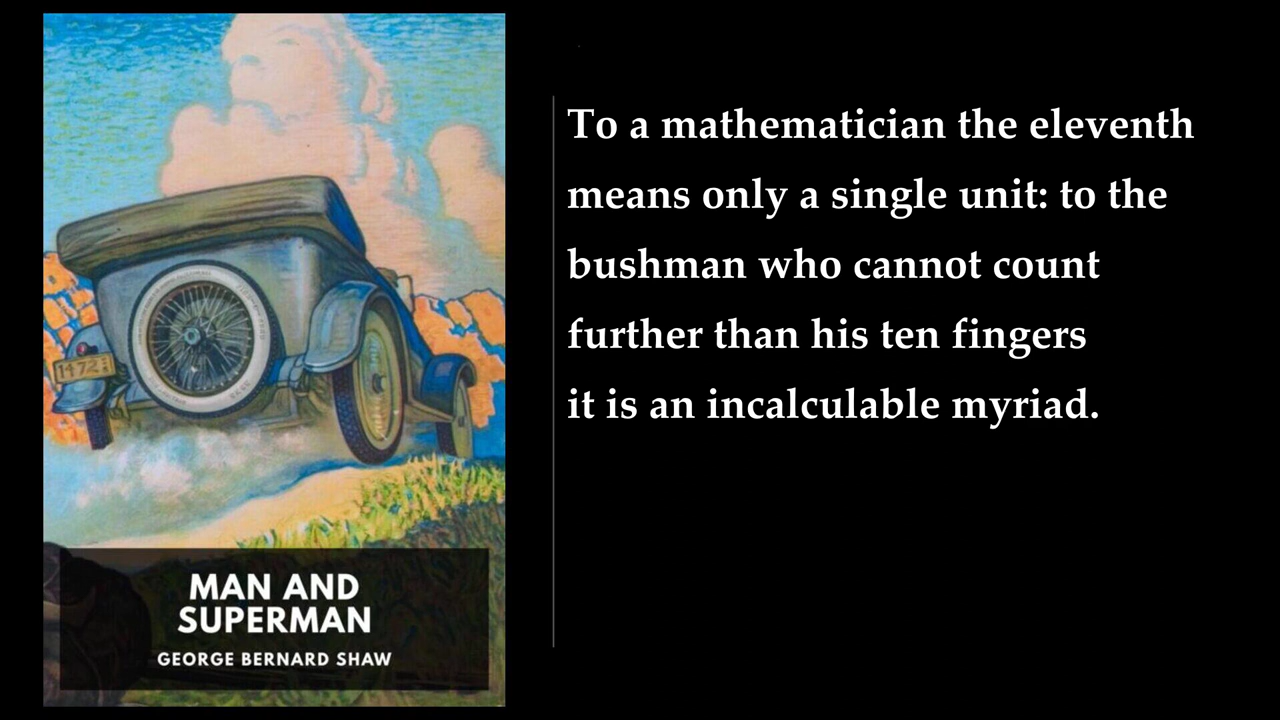 To a mathematician the eleventh
means only a single unit: to the
bushman who cannot count
further than his ten fingers
it is an incalculable myriad.
1472
MAN AND
SUPERMAN
GEORGE BERNARD SHAW